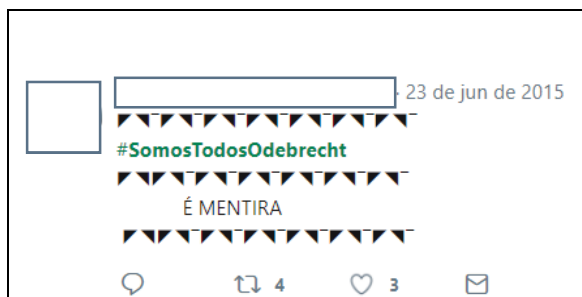 23 de jun de 2015
◤◥¯◤◥¯◤◥¯◤◥¯◤◥¯◤◥¯◤◥¯
#SomosTodosOdebrecht
◤◥◤◥¯◤◥¯◤◥¯◤◥¯◤◥¯◤◥¯
É MENTIRA
◤◥◤◥¯◤◥¯◤◥¯◤◥¯◤◥¯◤◥¯
4 3